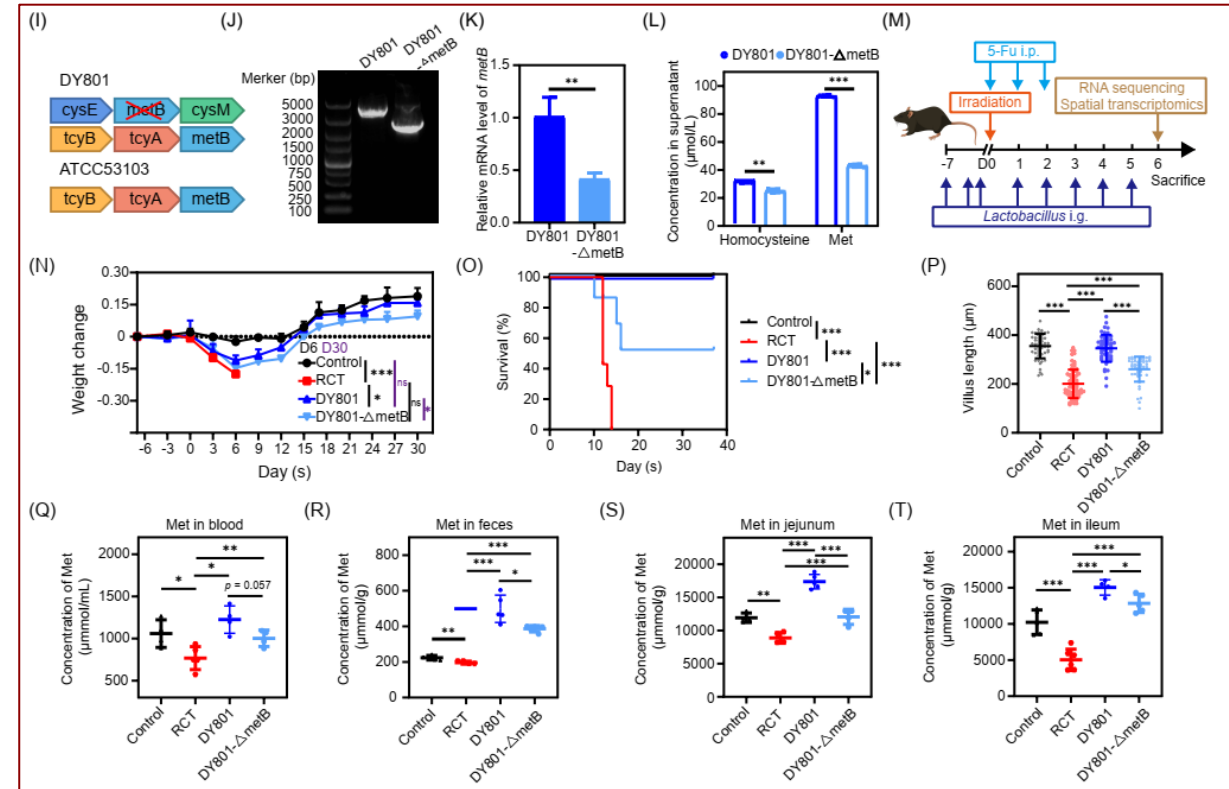 (I)
DY801
cysE metB cysM
tcyB tcyA metB
ATCC53103
tcyB tcyA metB
(J)
DY801
DY801
-△metB
Merker (bp)
5000
3000
2000
1500
1000
750
500
250
100
(K)
Relative mRNA level of metB
1.5
1.0
0.5
0.0
**
DY801
DY801
-△metB
(L)
DY801 DY801-△metB
Concentration in supernatant
(μmol/L)
100
80
60
40
20
0
**
***
Homocysteine Met
(M)
5-Fu i.p.
Irradiation
RNA sequencing
Spatial transcriptomics
-7 D0 1 2 3 4 5 6
Sacrifice
Lactobacillus i.g.
(N)
Weight change
0.30
0.15
0
-0.15
-0.30
D6 D30
Control
RCT
DY801
DY801-△metB
***
*
ns
ns
*
-6 -3 0 3 6 9 12 15 18 21 24 27 30
Day (s)
(O)
Survival (%)
100
80
60
40
20
0
0 10 20 30 40
Day (s)
Control
RCT
DY801
DY801-△metB
***
***
*
***
(P)
Villus length (μm)
600
400
200
0
***
***
*** ***
Control
RCT
DY801
DY801-△metB
(Q)
Met in blood
Concentration of Met
(μmmol/mL)
2000
1500
1000
500
**
* *
p = 0.057
Control
RCT
DY801
DY801-△metB
(R)
Met in feces
Concentration of Met
(μmmol/g)
800
600
400
200
0
***
***
*
**
Control
RCT
DY801
DY801-△metB
(S)
Met in jejunum
Concentration of Met
(μmmol/g)
20000
15000
10000
5000
0
*** ***
***
**
Control
RCT
DY801
DY801-△metB
(T)
Met in ileum
Concentration of Met
(μmmol/g)
20000
15000
10000
5000
0
***
*** *
***
Control
RCT
DY801
DY801-△metB